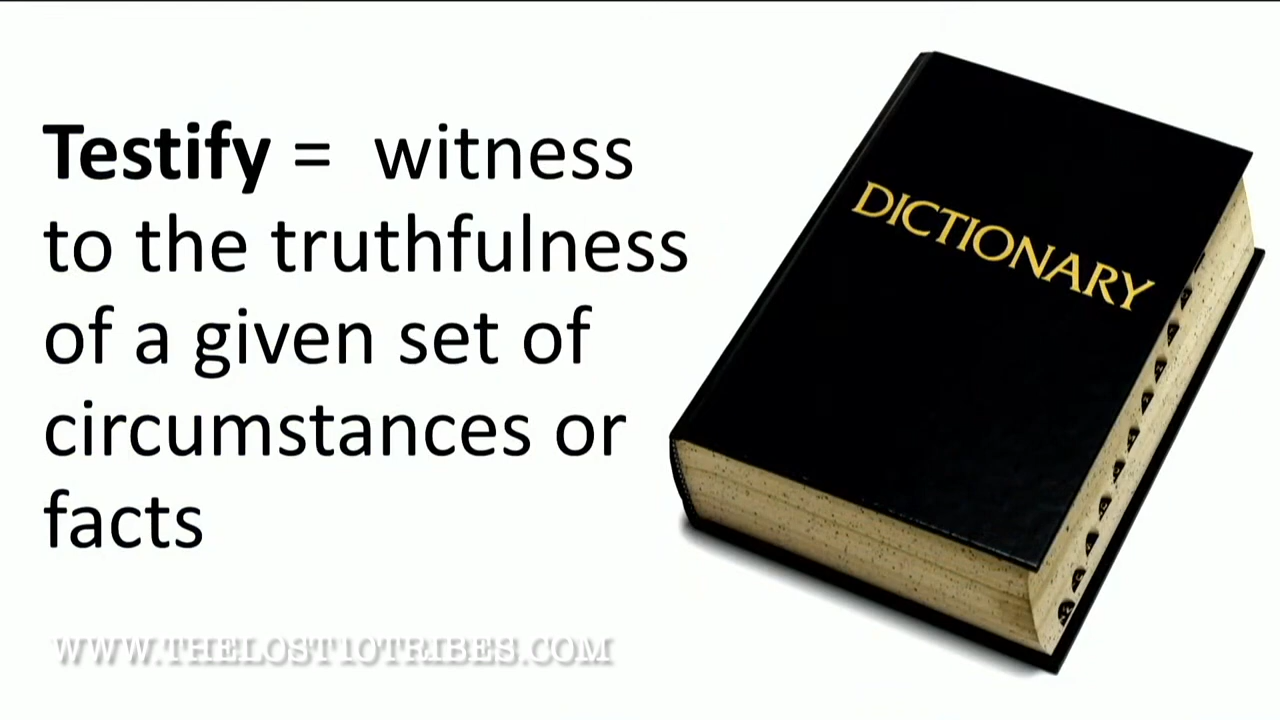 Testify = witness
to the truthfulness
of a given set of
circumstances or
facts
DICTIONARY
WWW.THELOST10TRIBES.COM